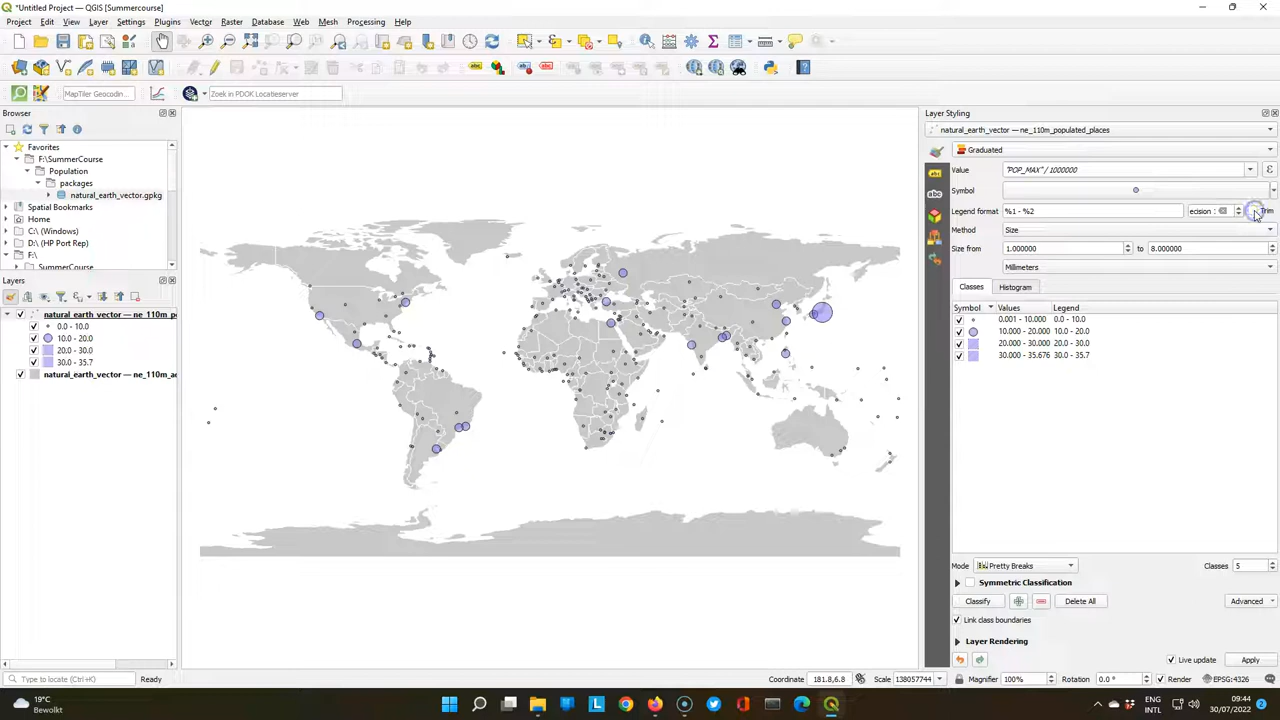 *Untitled Project — QGIS [Summercourse]
Project Edit View Layer Settings Plugins Vector Raster Database Web Mesh Processing Help
MapTiler Geocodin... Zoek in PDOK Locatieserver
Browser
Favorites
F:\SummerCourse
Population
packages
natural_earth_vector.gpkg
Spatial Bookmarks
Home
C:\ (Windows)
D:\ (HP Port Rep)
F:\
SummerCourse
Layers
natural_earth_vector — ne_110m_po
0.0 - 10.0
10.0 - 20.0
20.0 - 30.0
30.0 - 35.7
natural_earth_vector — ne_110m_ac
Layer Styling
natural_earth_vector — ne_110m_populated_places
Graduated
Value "POP_MAX" / 1000000
Symbol
Legend format %1 - %2 ecision 1 Trim
Method Size
Size from 1.000000 to 8.000000
Millimeters
Classes Histogram
Symbol Values Legend
0.001 - 10.000 0.0 - 10.0
10.000 - 20.000 10.0 - 20.0
20.000 - 30.000 20.0 - 30.0
30.000 - 35.676 30.0 - 35.7
Mode Pretty Breaks Classes 5
Symmetric Classification
Classify Delete All Advanced
Link class boundaries
Layer Rendering
Live update Apply
Type to locate (Ctrl+K) Ready Coordinate 181.8,6.8 Scale 138057744 Magnifier 100% Rotation 0.0 ° Render EPSG:4326
19°C
Bewolkt
ENG
INTL
09:44
30/07/2022